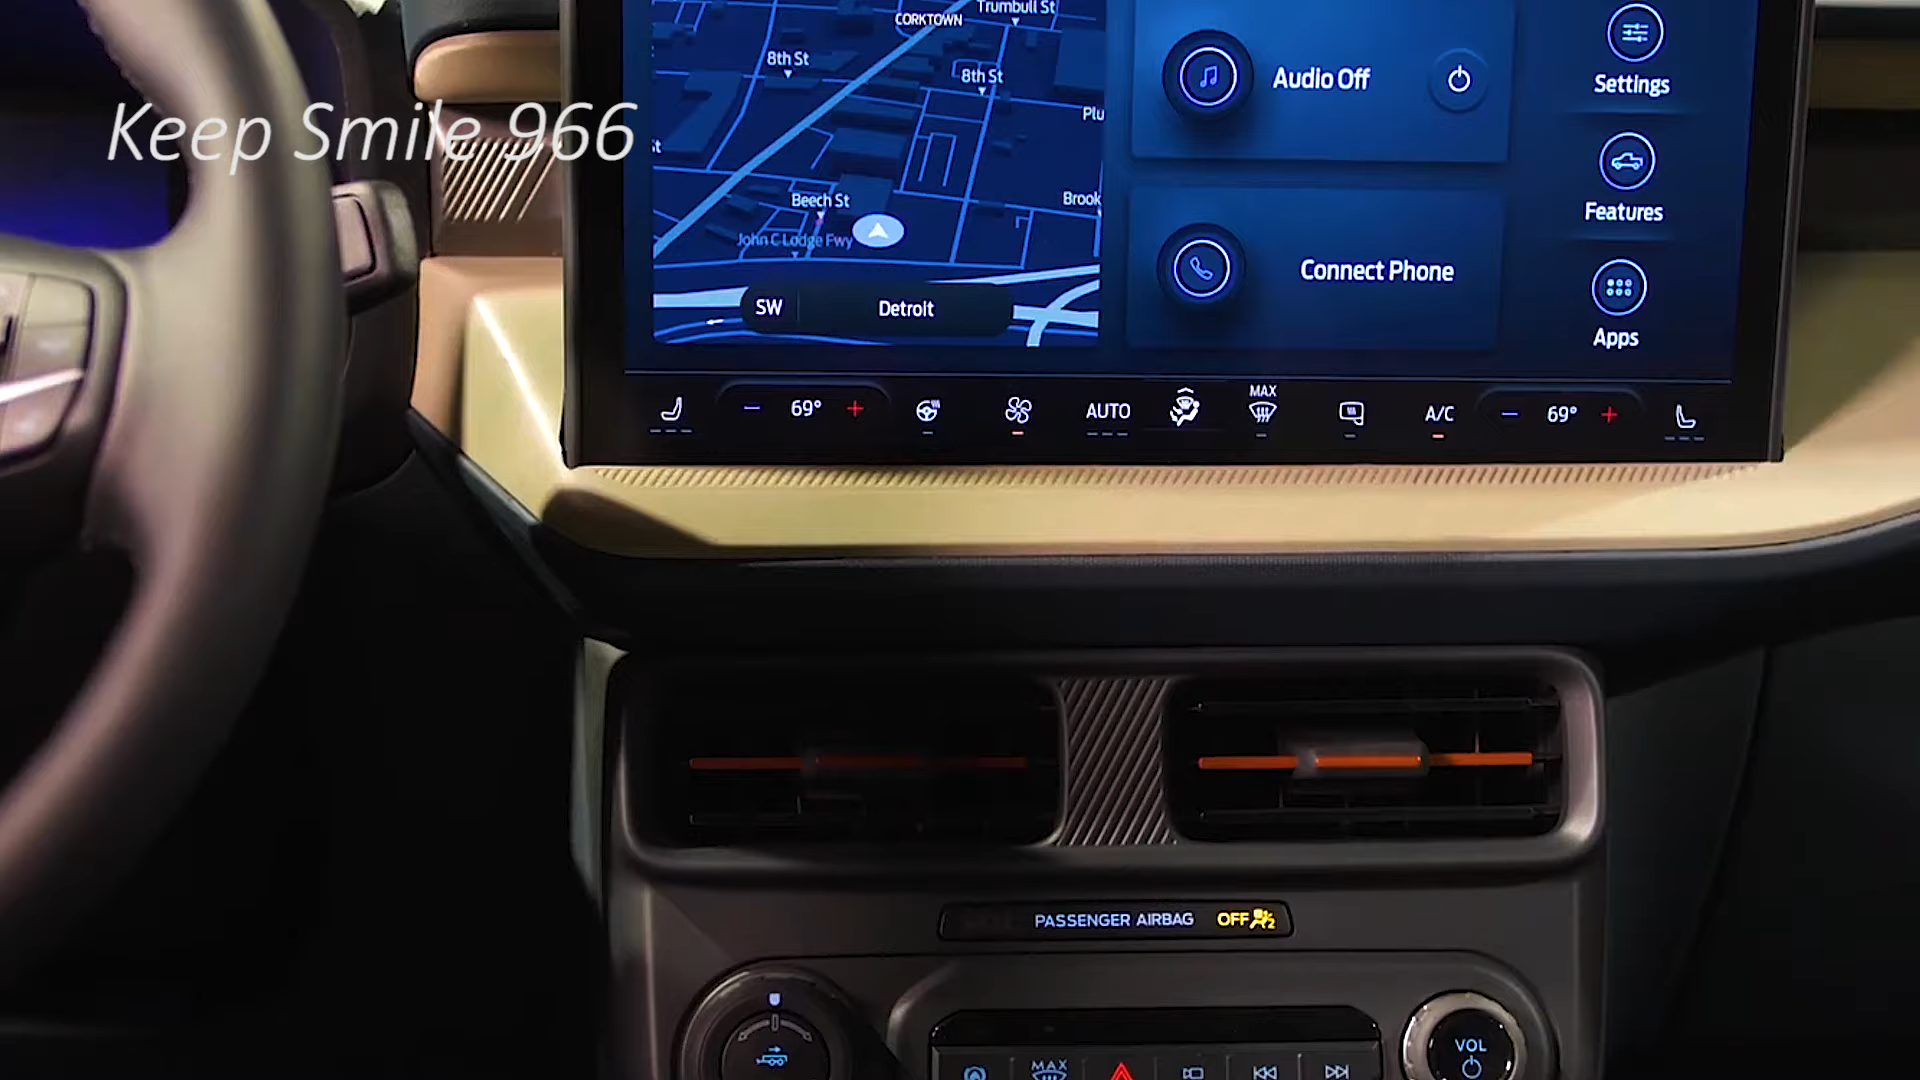 CORKTOWN
Trumbull St
8th St
8th St
Keep Smile 966
Beech St
John C Lodge Fwy
SW
Detroit
Audio Off
Connect Phone
Settings
Features
Apps
69°
AUTO
MAX
A/C
69°
PASSENGER AIRBAG OFF
2
MAX
VOL